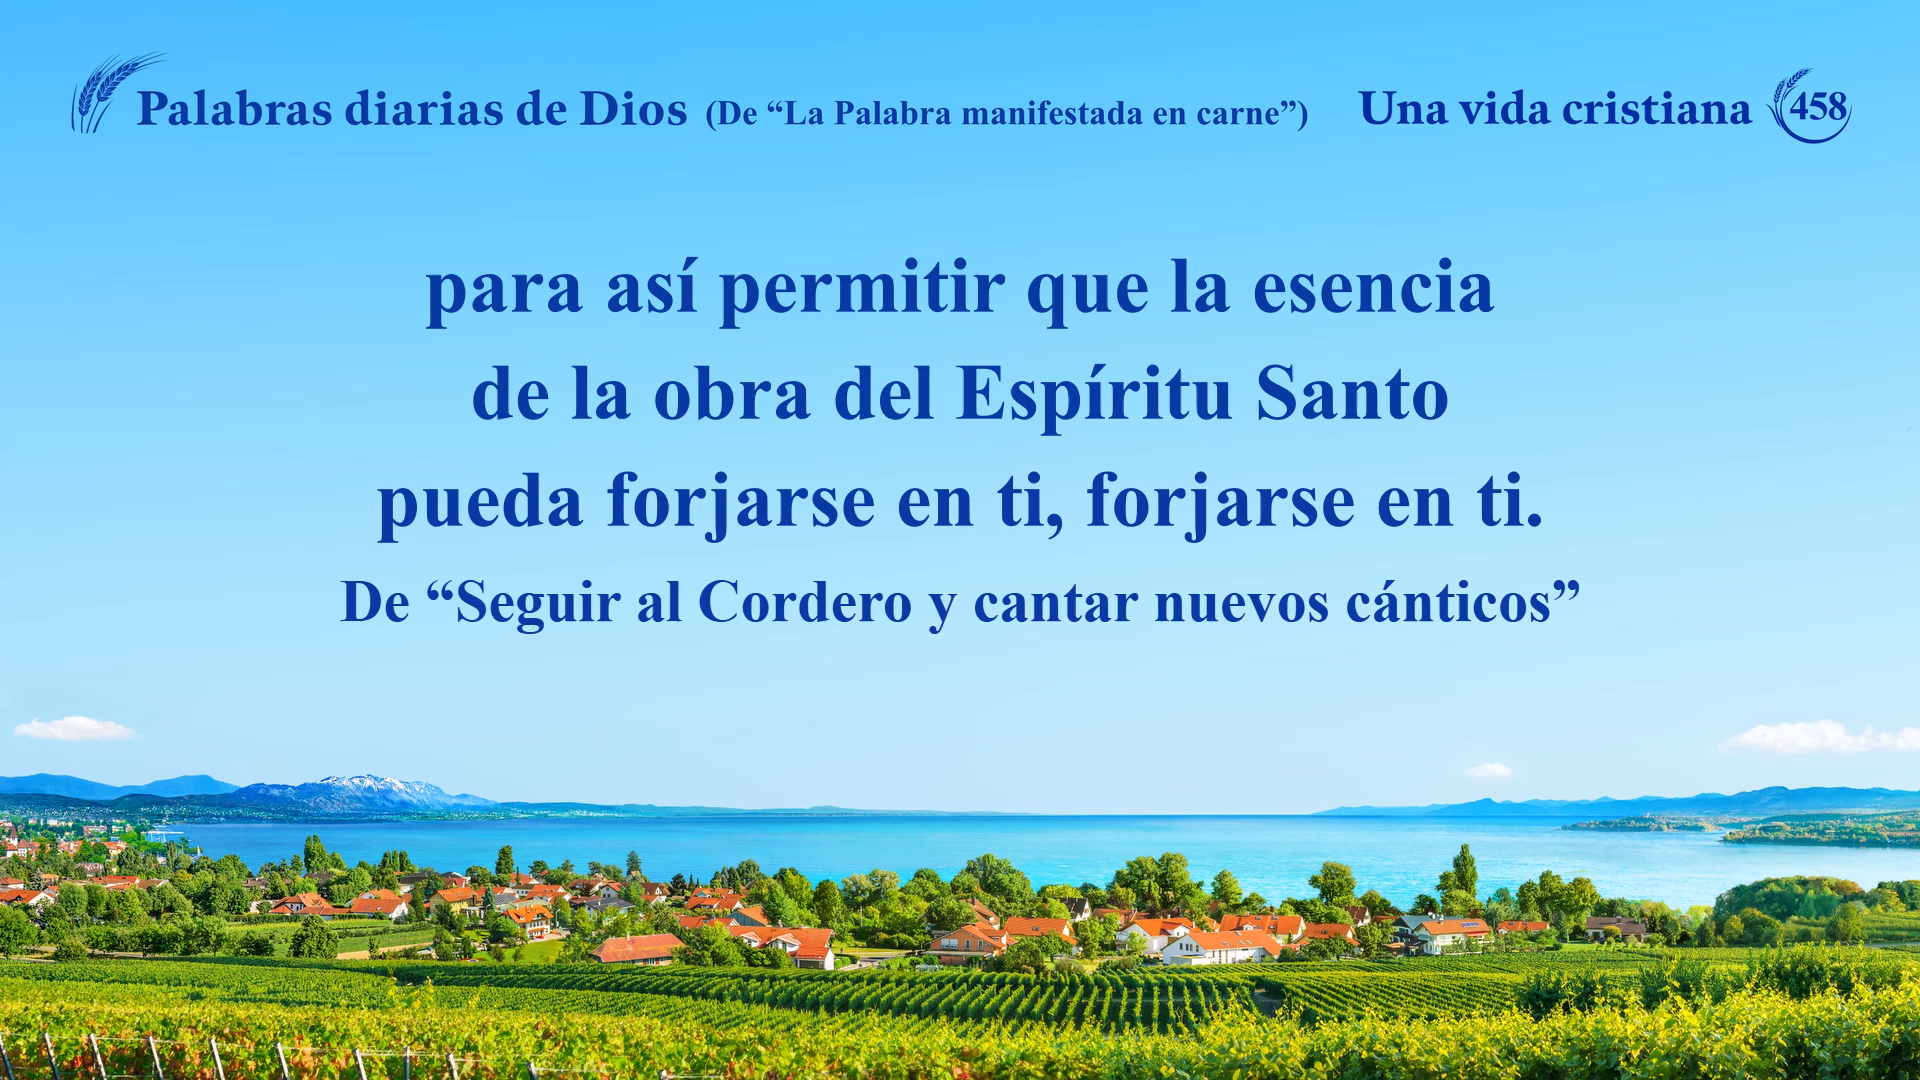 Palabras diarias de Dios (De “La Palabra manifestada en carne”) Una vida cristiana 458
para así permitir que la esencia
de la obra del Espíritu Santo
pueda forjarse en ti, forjarse en ti.
De “Seguir al Cordero y cantar nuevos cánticos”